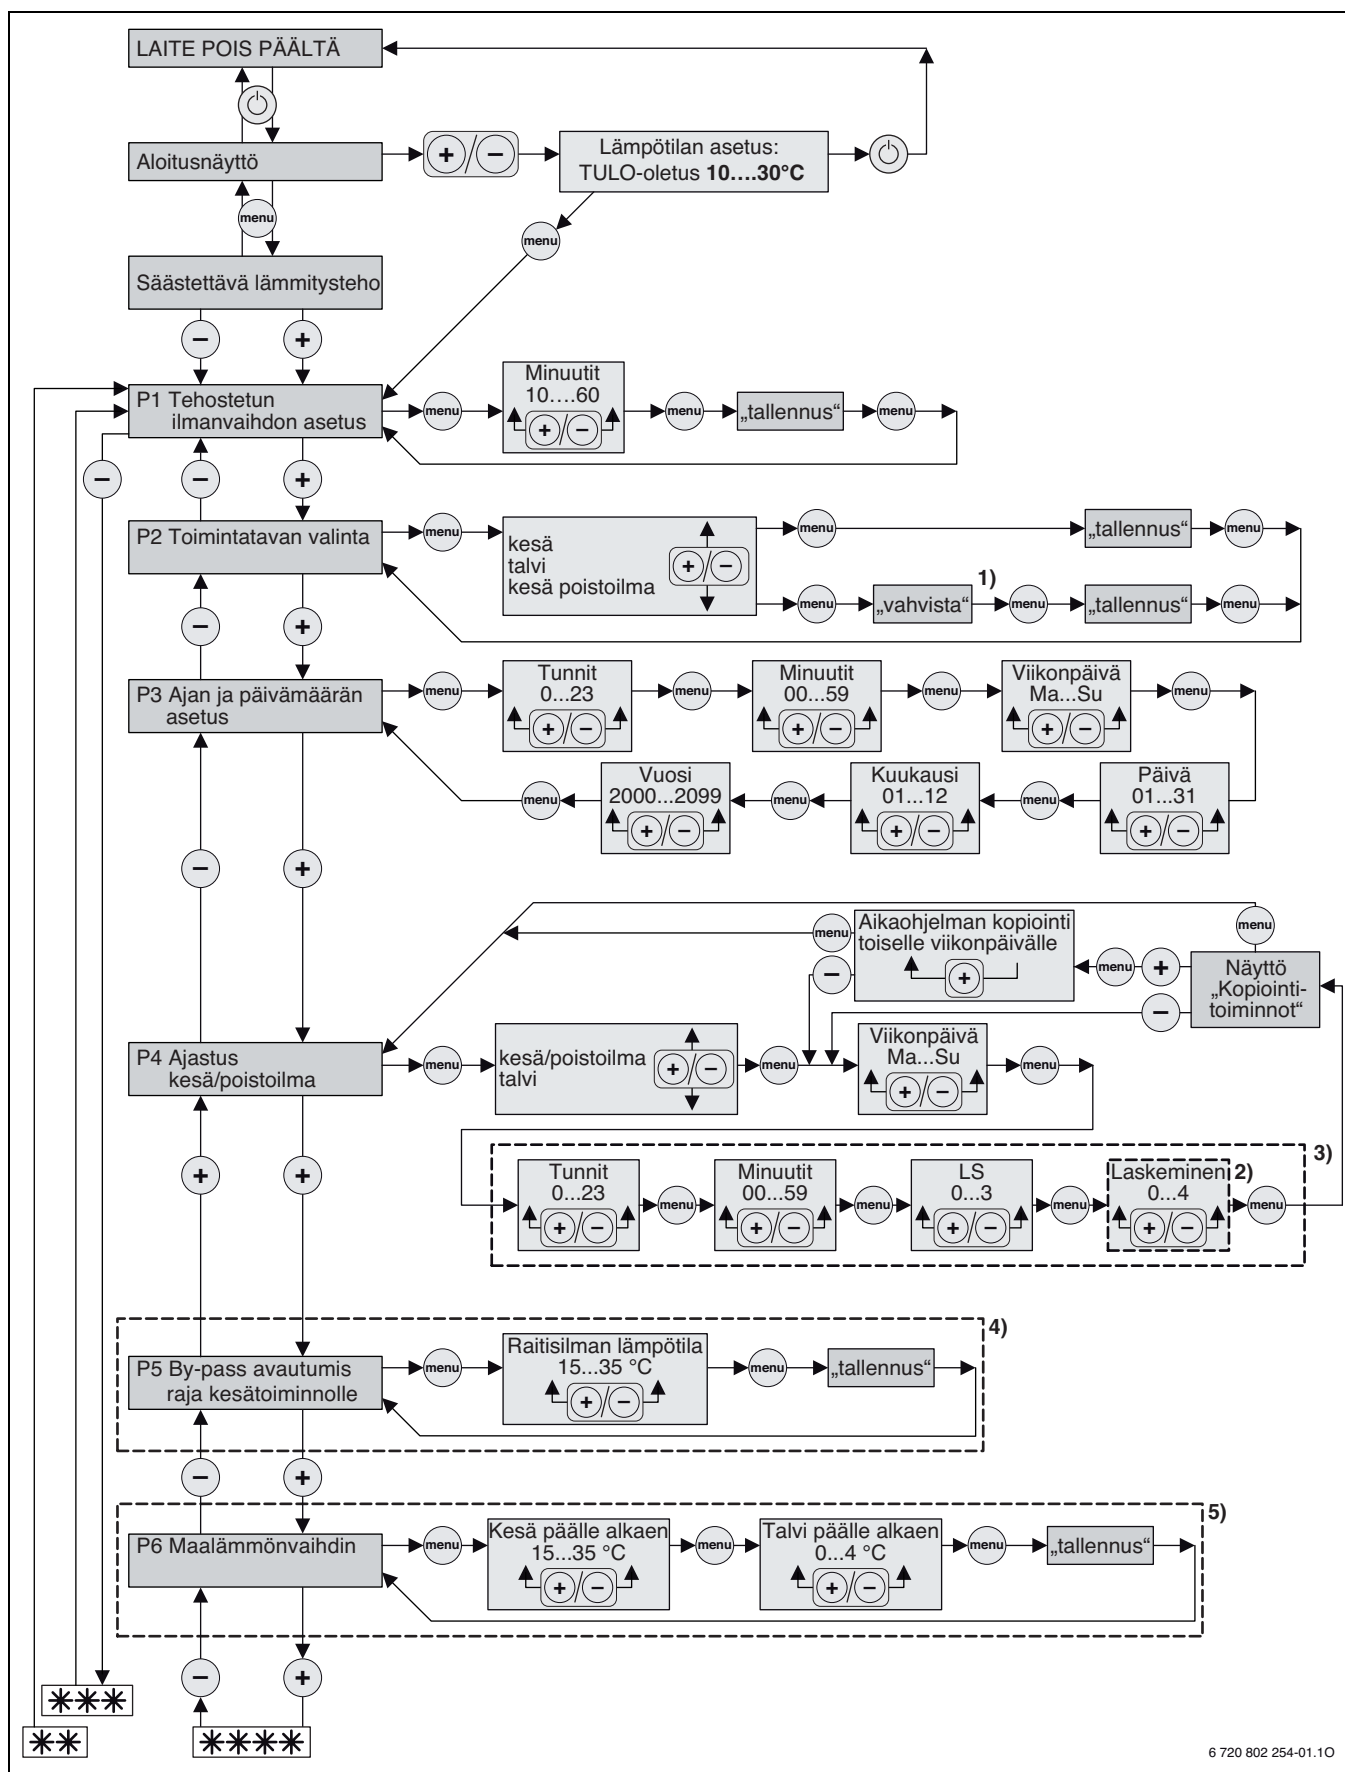 LAITE POIS PÄÄLTÄ
Aloitusnäyttö
+/−
Lämpötilan asetus:
TULO-oletus 10....30°C
menu
menu
Säästettävä lämmitysteho
−
+
P1 Tehostetun
ilmanvaihdon asetus
menu
Minuutit
10....60
+/−
menu
„tallennus“
menu
−
−
+
P2 Toimintatavan valinta
menu
kesä
talvi
kesä poistoilma
+/−
menu
„tallennus“
menu
menu
„vahvista“
1)
menu
„tallennus“
menu
−
+
P3 Ajan ja päivämäärän
asetus
menu
Tunnit
0...23
+/−
menu
Minuutit
00...59
+/−
menu
Viikonpäivä
Ma...Su
+/−
menu
Päivä
01...31
+/−
menu
Kuukausi
01...12
+/−
menu
Vuosi
2000...2099
+/−
menu
−
+
menu
Aikaohjelman kopiointi
toiselle viikonpäivälle
+
menu
−
menu
+
Näyttö
„Kopiointi-
toiminnot“
−
P4 Ajastus
kesä/poistoilma
menu
kesä/poistoilma
talvi
+/−
menu
Viikonpäivä
Ma...Su
+/−
menu
3)
Tunnit
0...23
+/−
menu
Minuutit
00...59
+/−
menu
LS
0...3
+/−
menu
Laskeminen
0...4
+/−
2)
menu
+
+
4)
P5 By-pass avautumis
raja kesätoiminnolle
menu
Raitisilman lämpötila
15...35 °C
+/−
menu
„tallennus“
−
+
5)
P6 Maalämmönvaihdin
menu
Kesä päälle alkaen
15...35 °C
+/−
menu
Talvi päälle alkaen
0...4 °C
+/−
menu
„tallennus“
−
+
✳✳✳
✳✳
✳✳✳✳
6 720 802 254-01.1O